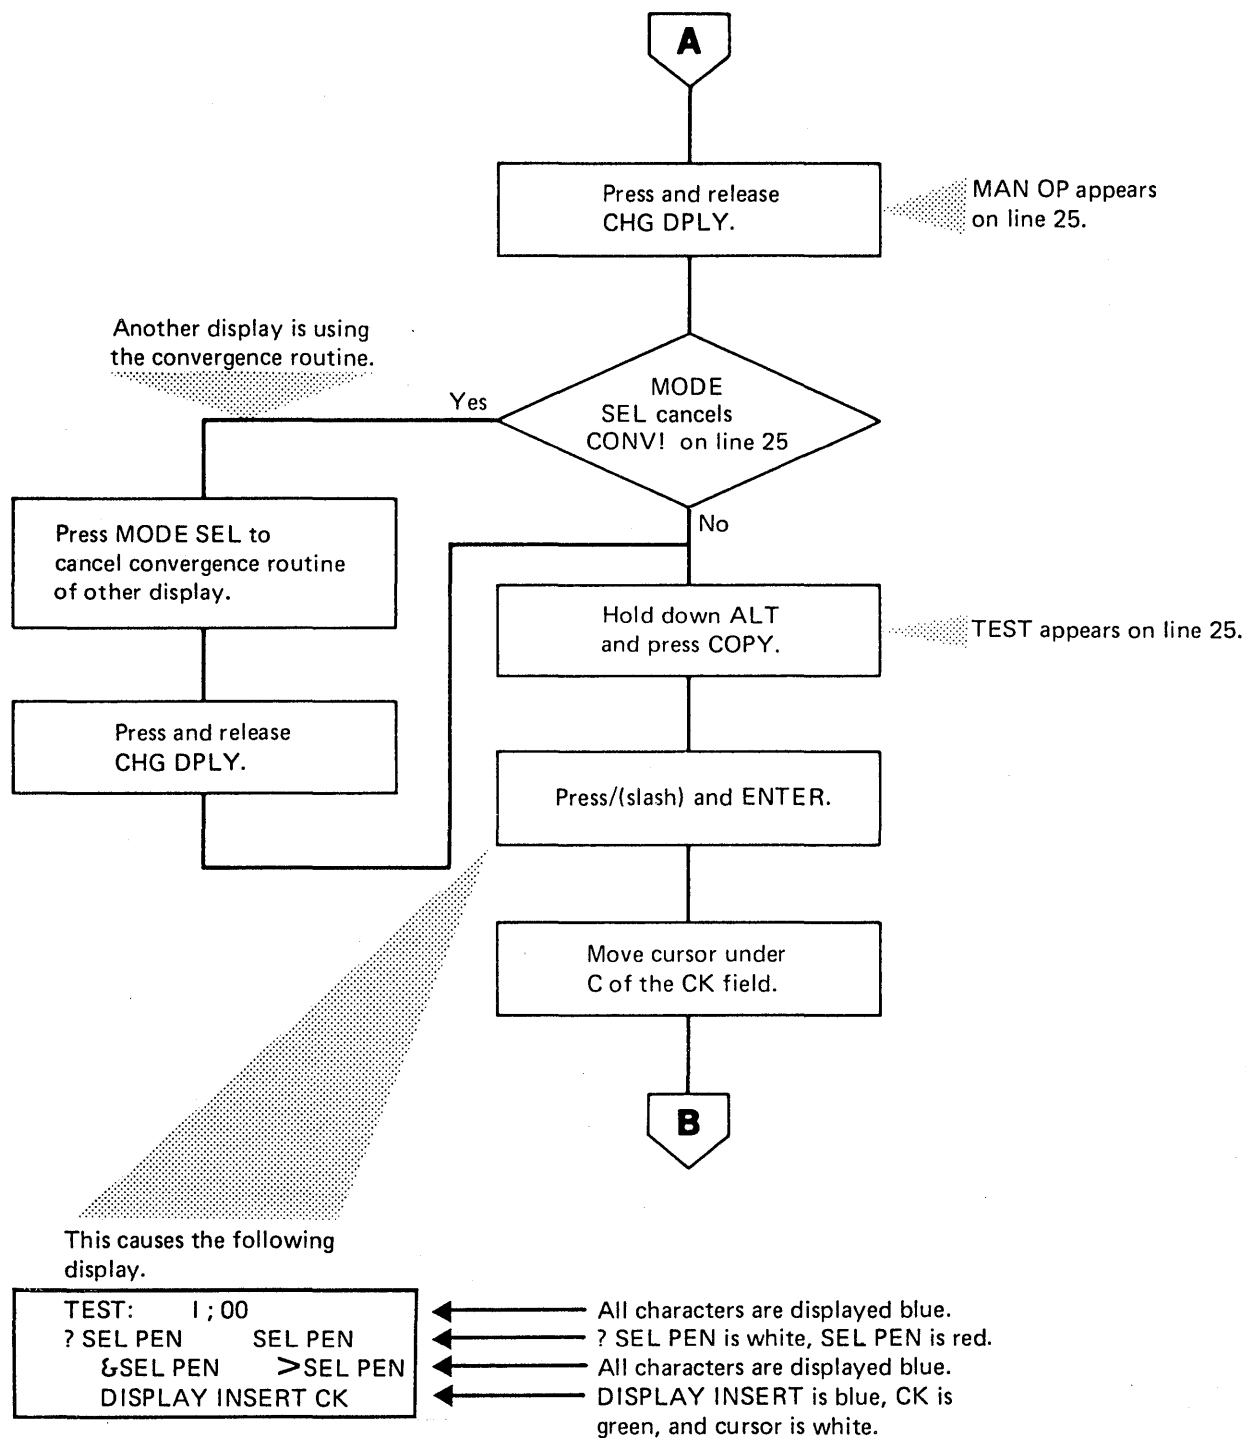 A
Press and release
CHG DPLY.
MAN OP appears
on line 25.
Another display is using
the convergence routine.
Yes
MODE
SEL cancels
CONV! on line 25
No
Press MODE SEL to
cancel convergence routine
of other display.
Press and release
CHG DPLY.
Hold down ALT
and press COPY.
TEST appears on line 25.
Press/(slash) and ENTER.
Move cursor under
C of the CK field.
B
This causes the following
display.
TEST: I ; 00
? SEL PEN SEL PEN
&SEL PEN >SEL PEN
DISPLAY INSERT CK
All characters are displayed blue.
? SEL PEN is white, SEL PEN is red.
All characters are displayed blue.
DISPLAY INSERT is blue, CK is
green, and cursor is white.